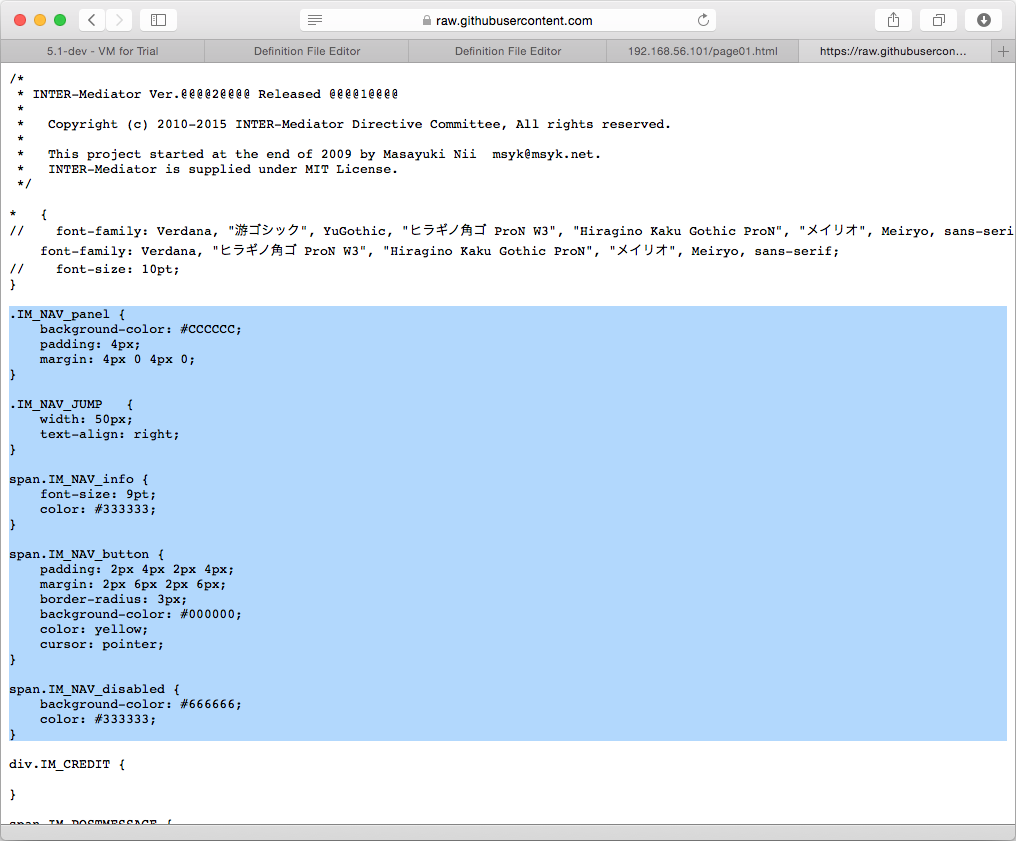 raw.githubusercontent.com
5.1-dev - VM for Trial
Definition File Editor
Definition File Editor
192.168.56.101/page01.html
https://raw.githubusercon...
/*
 * INTER-Mediator Ver.@@@@2@@@@ Released @@@@1@@@@
 *
 *   Copyright (c) 2010-2015 INTER-Mediator Directive Committee, All rights reserved.
 *
 *   This project started at the end of 2009 by Masayuki Nii  msyk@msyk.net.
 *   INTER-Mediator is supplied under MIT License.
 */
*   {
//    font-family: Verdana, "游ゴシック", YuGothic, "ヒラギノ角ゴ ProN W3", "Hiragino Kaku Gothic ProN", "メイリオ", Meiryo, sans-seri
    font-family: Verdana, "ヒラギノ角ゴ ProN W3", "Hiragino Kaku Gothic ProN", "メイリオ", Meiryo, sans-serif;
//    font-size: 10pt;
}
.IM_NAV_panel {
    background-color: #CCCCCC;
    padding: 4px;
    margin: 4px 0 4px 0;
}
.IM_NAV_JUMP   {
    width: 50px;
    text-align: right;
}
span.IM_NAV_info {
    font-size: 9pt;
    color: #333333;
}
span.IM_NAV_button {
    padding: 2px 4px 2px 4px;
    margin: 2px 6px 2px 6px;
    border-radius: 3px;
    background-color: #000000;
    color: yellow;
    cursor: pointer;
}
span.IM_NAV_disabled {
    background-color: #666666;
    color: #333333;
}
div.IM_CREDIT {
}
span.IM_POSTMESSAGE {